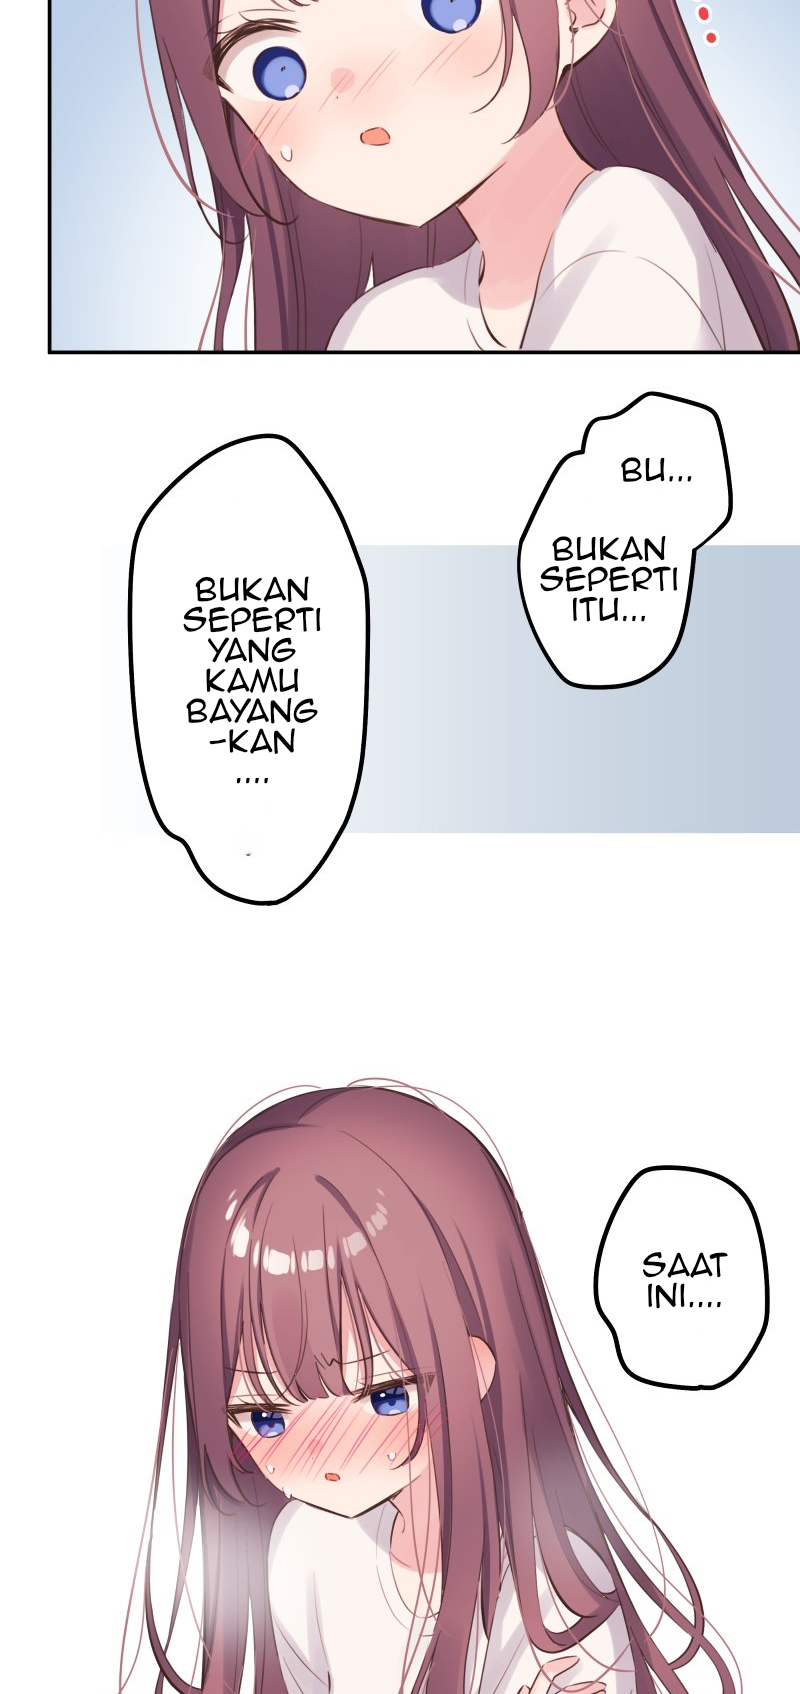 BU...
BUKAN
SEPERTI
ITU...
BUKAN
SEPERTI
YANG
KAMU
BAYANG
-KAN
....
SAAT
INI....